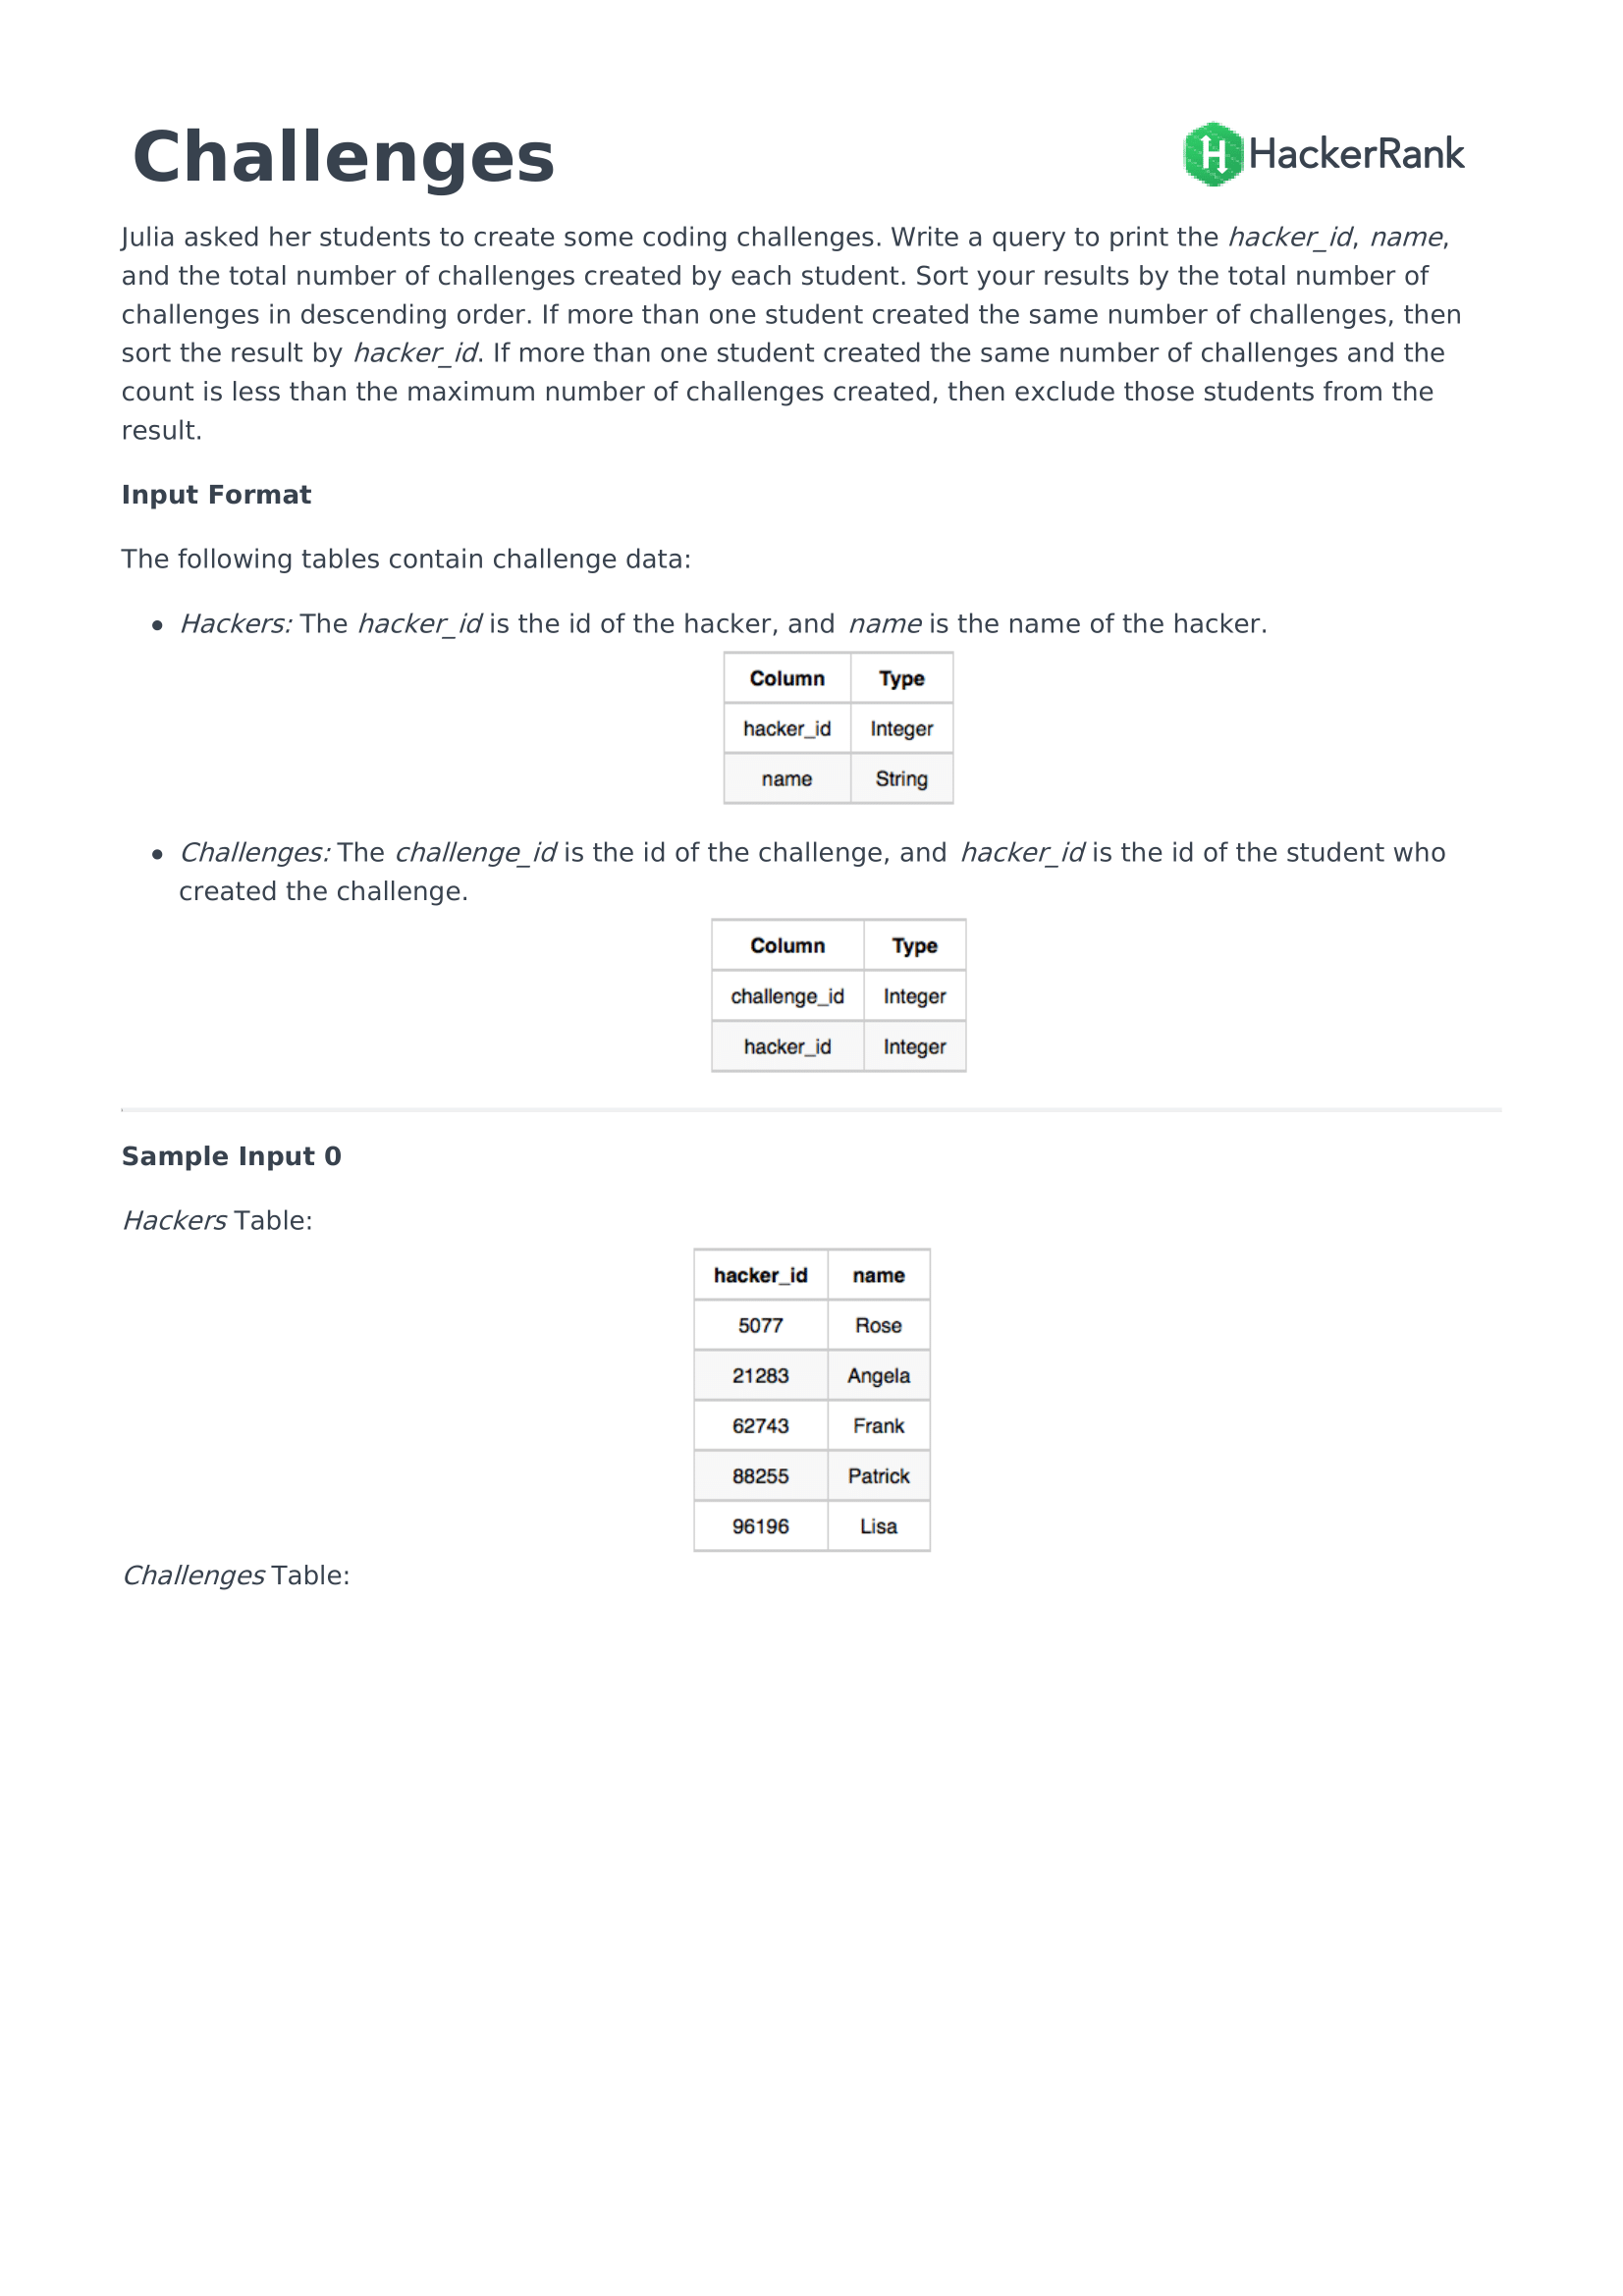 Challenges
HackerRank
Julia asked her students to create some coding challenges. Write a query to print the hacker_id, name,
and the total number of challenges created by each student. Sort your results by the total number of
challenges in descending order. If more than one student created the same number of challenges, then
sort the result by hacker_id. If more than one student created the same number of challenges and the
count is less than the maximum number of challenges created, then exclude those students from the
result.
Input Format
The following tables contain challenge data:
• Hackers: The hacker_id is the id of the hacker, and name is the name of the hacker.
Column Type
hacker_id Integer
name String
• Challenges: The challenge_id is the id of the challenge, and hacker_id is the id of the student who
created the challenge.
Column Type
challenge_id Integer
hacker_id Integer
Sample Input 0
Hackers Table:
hacker_id name
5077 Rose
21283 Angela
62743 Frank
88255 Patrick
96196 Lisa
Challenges Table: